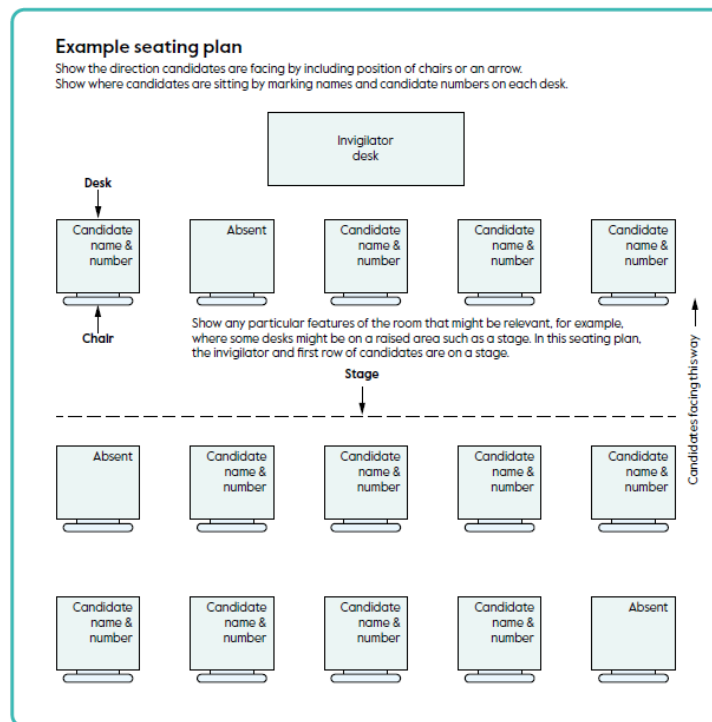 Example seating plan
Show the direction candidates are facing by including position of chairs or an arrow.
Show where candidates are sitting by marking names and candidate numbers on each desk.
Invigilator
desk
Desk
Candidate
name &
number
Absent
Candidate
name &
number
Candidate
name &
number
Candidate
name &
number
Chair
Show any particular features of the room that might be relevant, for example,
where some desks might be on a raised area such as a stage. In this seating plan,
the invigilator and first row of candidates are on a stage.
Stage
Candidates facing this way
Absent
Candidate
name &
number
Candidate
name &
number
Candidate
name &
number
Candidate
name &
number
Candidate
name &
number
Candidate
name &
number
Candidate
name &
number
Candidate
name &
number
Absent